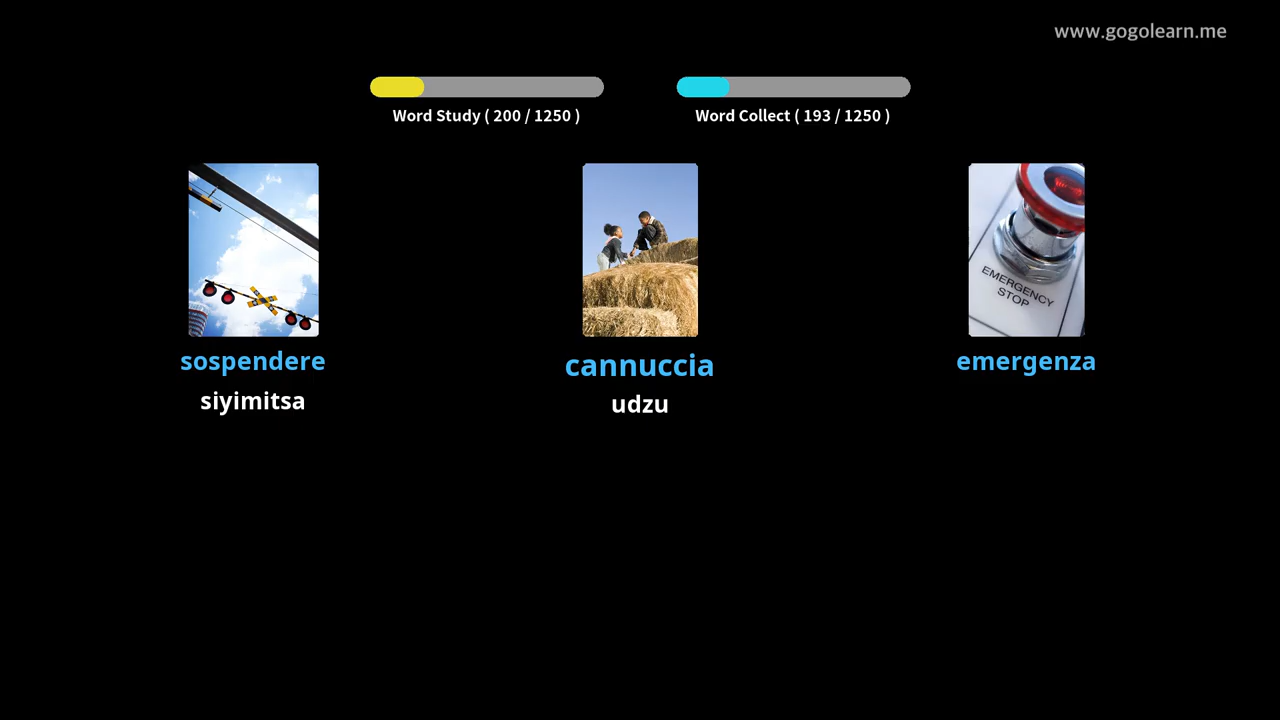 www.gogolearn.me
Word Study ( 200 / 1250 )
Word Collect ( 193 / 1250 )
EMERGENCY
STOP
sospendere
cannuccia
emergenza
siyimitsa
udzu